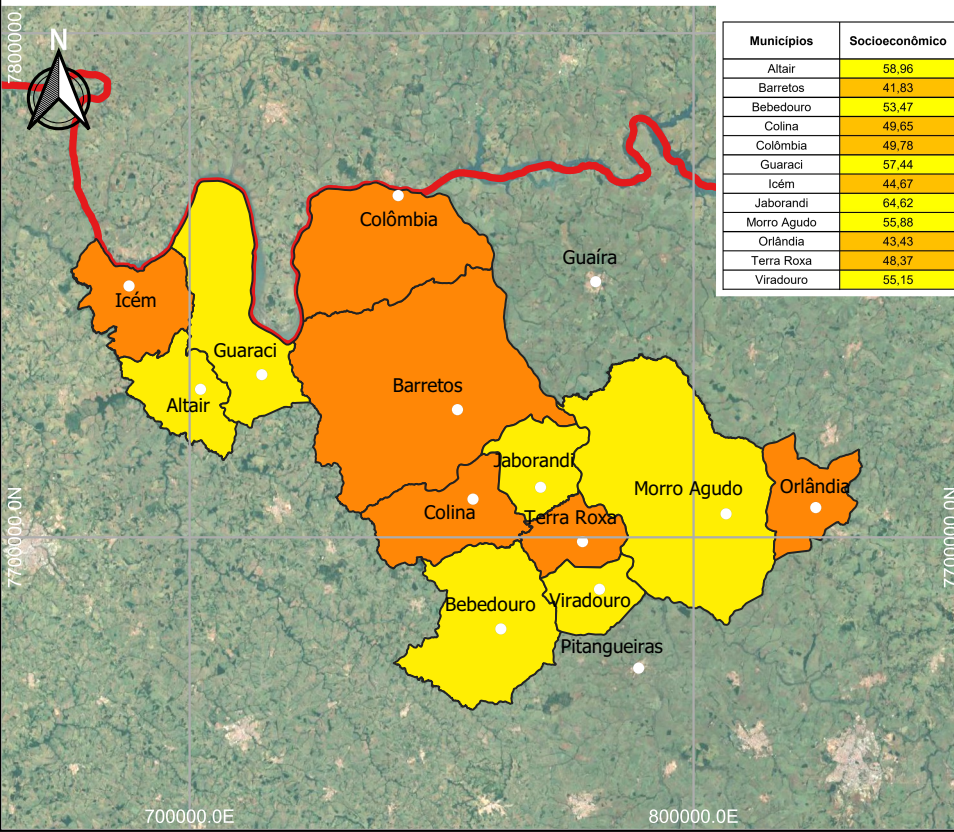 7800000.
N
Municípios Socioeconômico
Altair 58,96
Barretos 41,83
Bebedouro 53,47
Colina 49,65
Colômbia 49,78
Guaraci 57,44
Icém 44,67
Jaborandi 64,62
Morro Agudo 55,88
Orlândia 43,43
Terra Roxa 48,37
Viradouro 55,15
Colômbia
Guaíra
Icém
Guaraci
Barretos
Altair
Jaborandi
Morro Agudo
Orlândia
Colina
Terra Roxa
7700000.0N
7700000.0N
Bebedouro
Viradouro
Pitangueiras
700000.0E
800000.0E